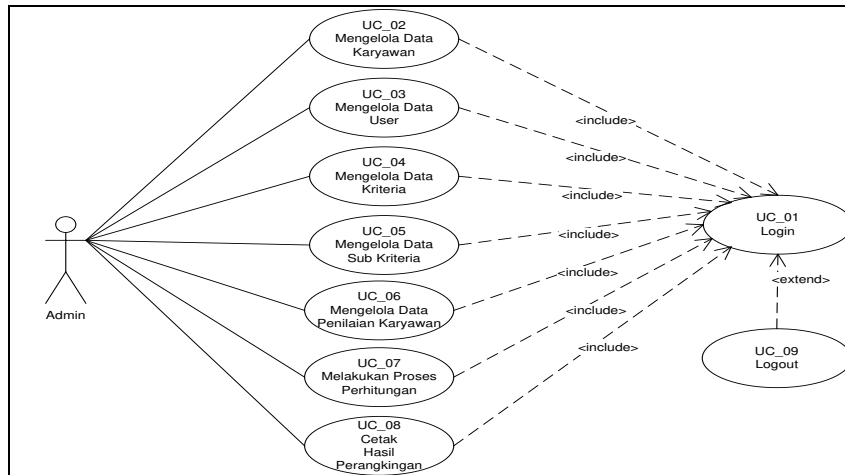 UC_02
Mengelola Data
Karyawan
UC_03
Mengelola Data
User
UC_04
Mengelola Data
Kriteria
UC_05
Mengelola Data
Sub Kriteria
UC_06
Mengelola Data
Penilaian Karyawan
UC_07
Melakukan Proses
Perhitungan
UC_08
Cetak
Hasil
Perangkingan
Admin
<include>
<include>
<include>
<include>
<include>
<include>
<include>
UC_01
Login
<extend>
UC_09
Logout